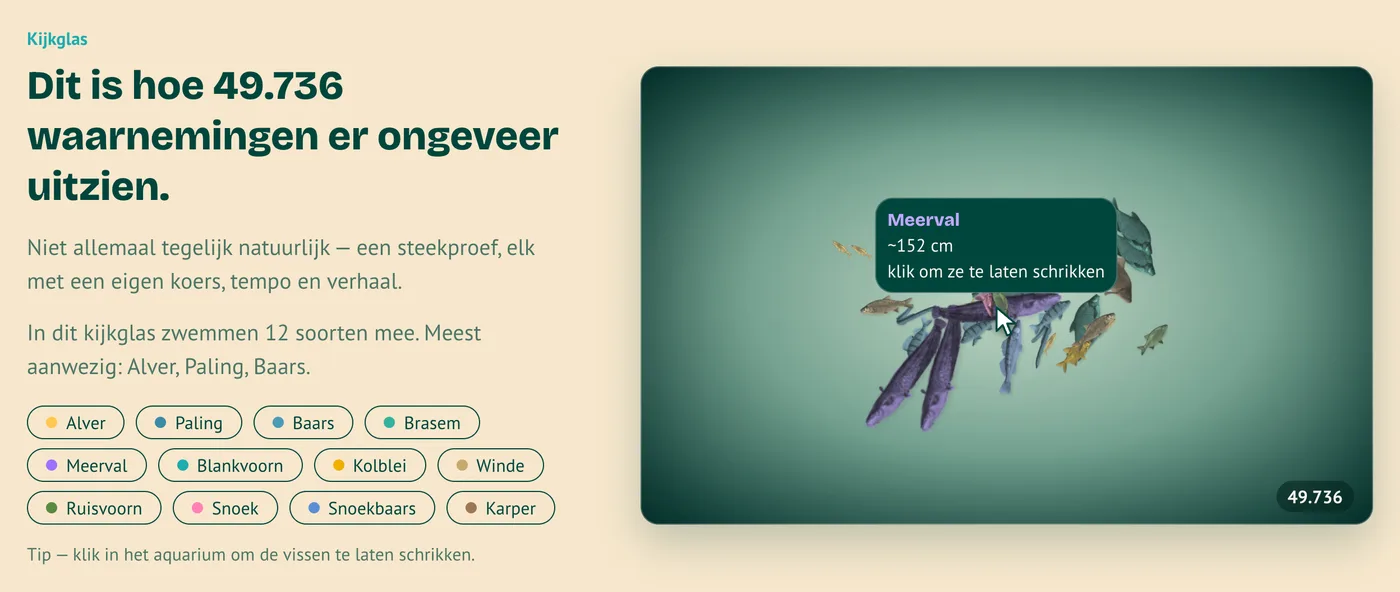 Kijkglas
Dit is hoe 49.736
waarnemingen er ongeveer
uitzien.
Niet allemaal tegelijk natuurlijk — een steekproef, elk
met een eigen koers, tempo en verhaal.
In dit kijkglas zwemmen 12 soorten mee. Meest
aanwezig: Alver, Paling, Baars.
Alver Paling Baars Brasem
Meerval Blankvoorn Kolblei Winde
Ruisvoorn Snoek Snoekbaars Karper
Tip — klik in het aquarium om de vissen te laten schrikken.
Meerval
~152 cm
klik om ze te laten schrikken
49.736